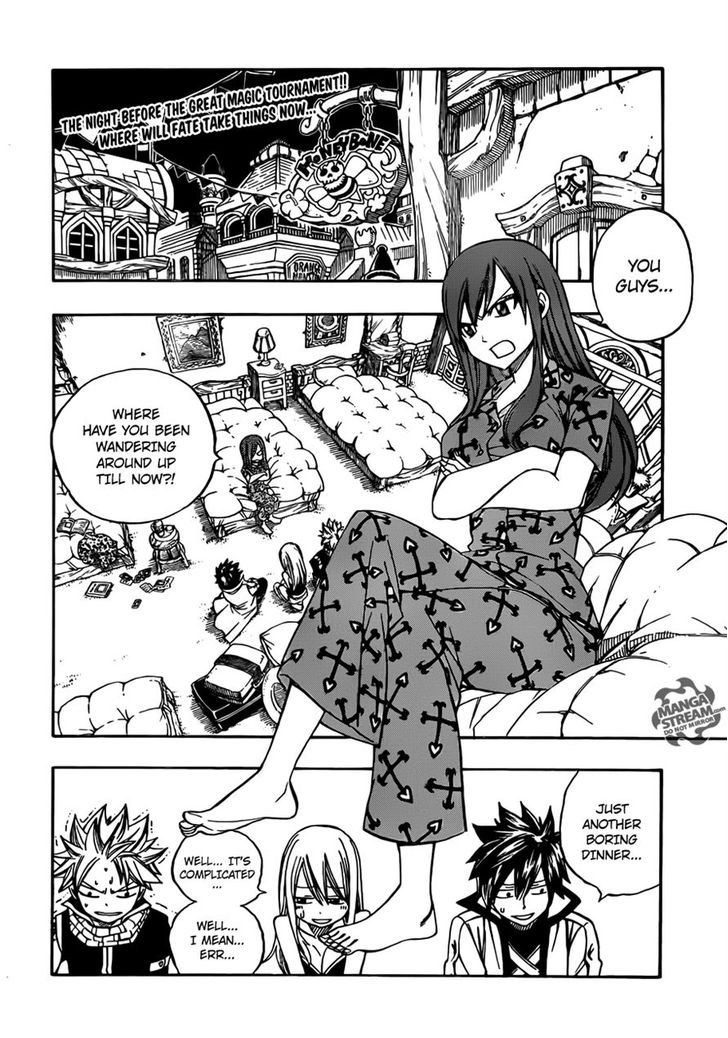 THE NIGHT BEFORE THE GREAT MAGIC TOURNAMENT!!
WHERE WILL FATE TAKE THINGS NOW...
HONEYBONE
YOU
GUYS...
WHERE
HAVE YOU BEEN
WANDERING
AROUND UP
TILL NOW?!
MANGA
STREAM.com
DO NOT MIRROR
JUST
ANOTHER
BORING
DINNER...
WELL... IT'S
COMPLICATED
...
WELL...
I MEAN...
ERR...